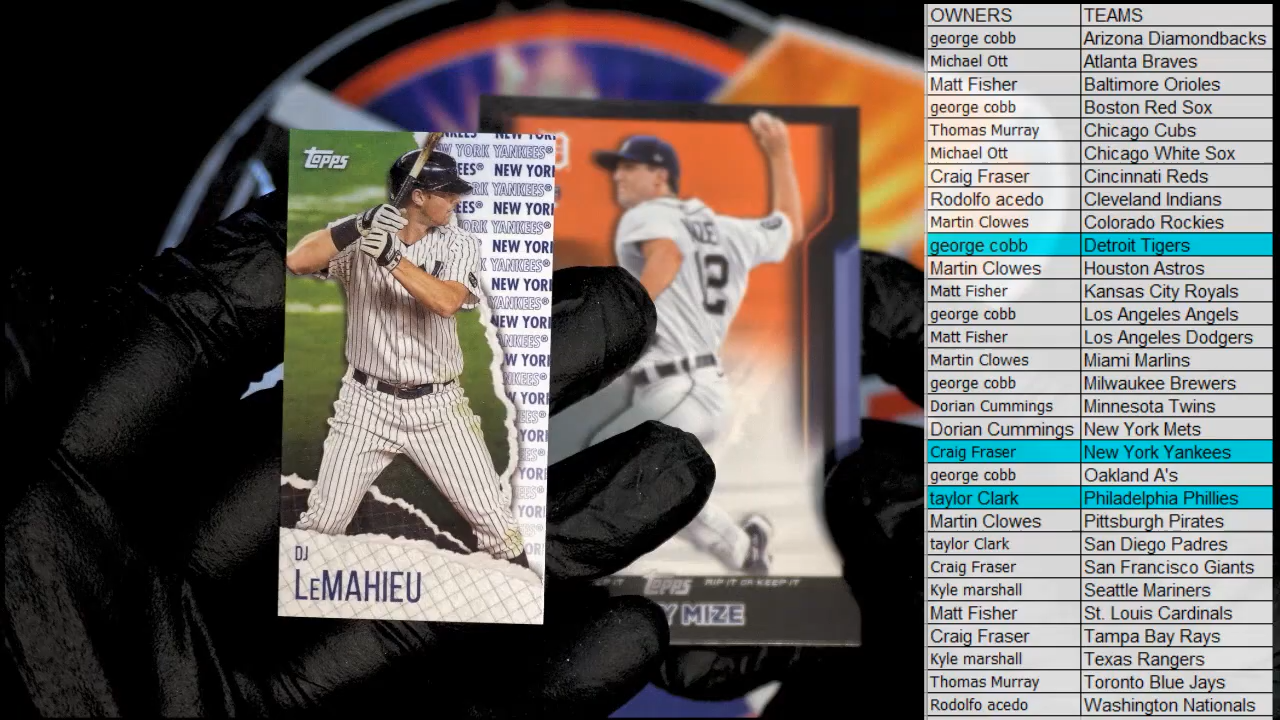 Topps
NEW YORK YANKEES®
DJ
LEMAHIEU
12
Topps RIP IT OR KEEP IT
Y MIZE
OWNERS TEAMS
george cobb Arizona Diamondbacks
Michael Ott Atlanta Braves
Matt Fisher Baltimore Orioles
george cobb Boston Red Sox
Thomas Murray Chicago Cubs
Michael Ott Chicago White Sox
Craig Fraser Cincinnati Reds
Rodolfo acedo Cleveland Indians
Martin Clowes Colorado Rockies
george cobb Detroit Tigers
Martin Clowes Houston Astros
Matt Fisher Kansas City Royals
george cobb Los Angeles Angels
Matt Fisher Los Angeles Dodgers
Martin Clowes Miami Marlins
george cobb Milwaukee Brewers
Dorian Cummings Minnesota Twins
Dorian Cummings New York Mets
Craig Fraser New York Yankees
george cobb Oakland A's
taylor Clark Philadelphia Phillies
Martin Clowes Pittsburgh Pirates
taylor Clark San Diego Padres
Craig Fraser San Francisco Giants
Kyle marshall Seattle Mariners
Matt Fisher St. Louis Cardinals
Craig Fraser Tampa Bay Rays
Kyle marshall Texas Rangers
Thomas Murray Toronto Blue Jays
Rodolfo acedo Washington Nationals